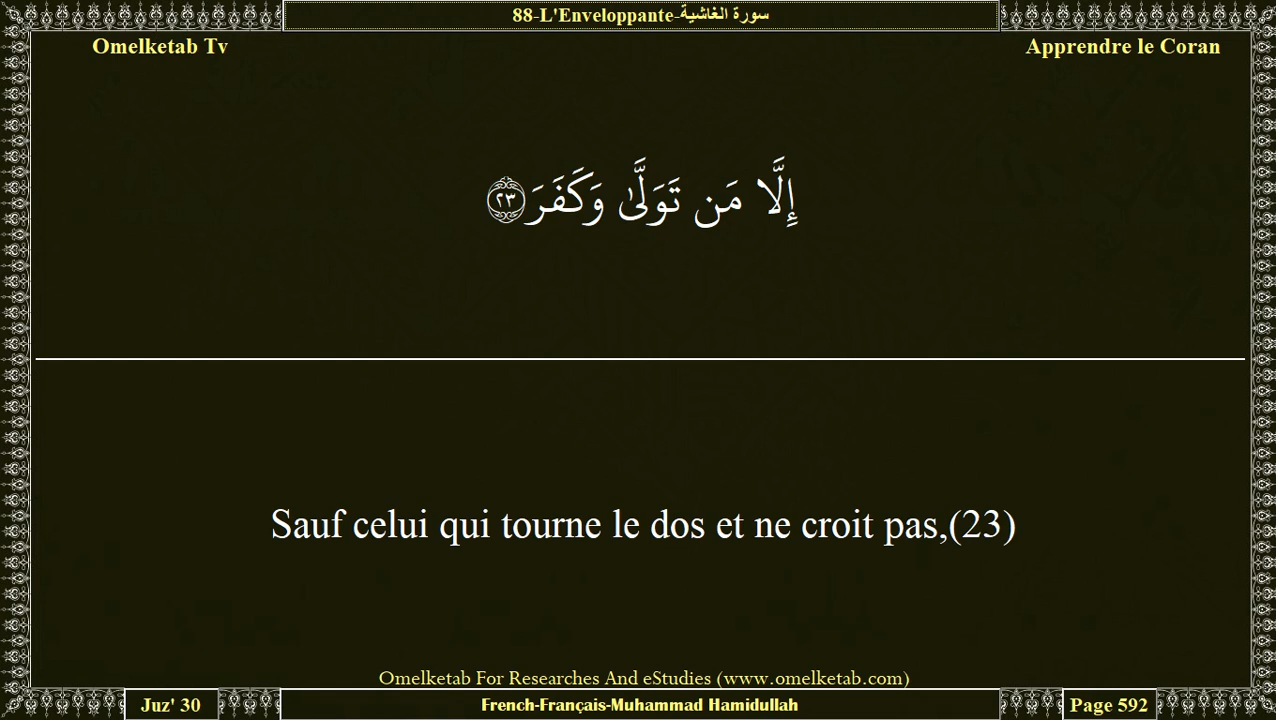 88-L'Enveloppante-سورة الغاشية
Omelketab Tv
Apprendre le Coran
إِلَّا مَن تَوَلَّىٰ وَكَفَرَ ٢٣
Sauf celui qui tourne le dos et ne croit pas,(23)
Omelketab For Researches And eStudies (www.omelketab.com)
Juz' 30
French-Français-Muhammad Hamidullah
Page 592